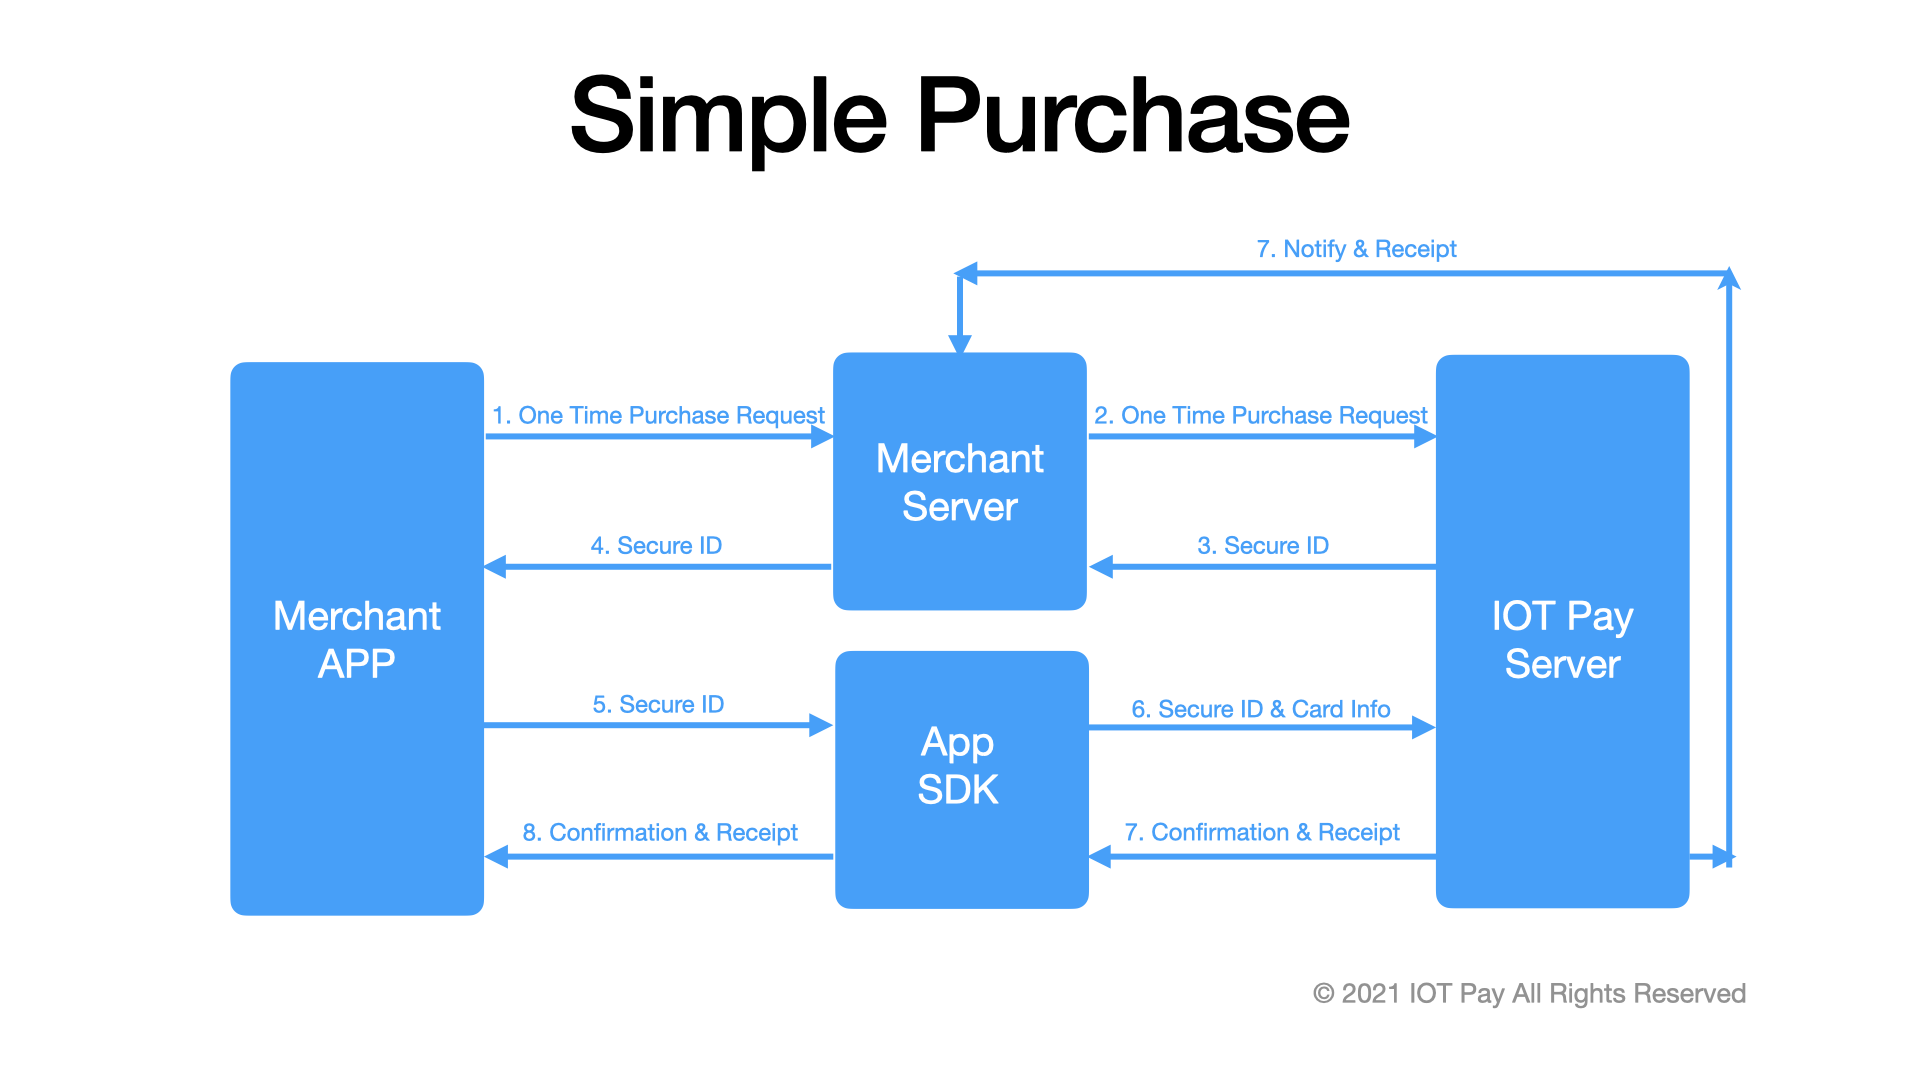 Simple Purchase
7. Notify & Receipt
1. One Time Purchase Request
2. One Time Purchase Request
Merchant
Server
4. Secure ID
3. Secure ID
Merchant
APP
IOT Pay
Server
5. Secure ID
6. Secure ID & Card Info
App
SDK
8. Confirmation & Receipt
7. Confirmation & Receipt
© 2021 IOT Pay All Rights Reserved